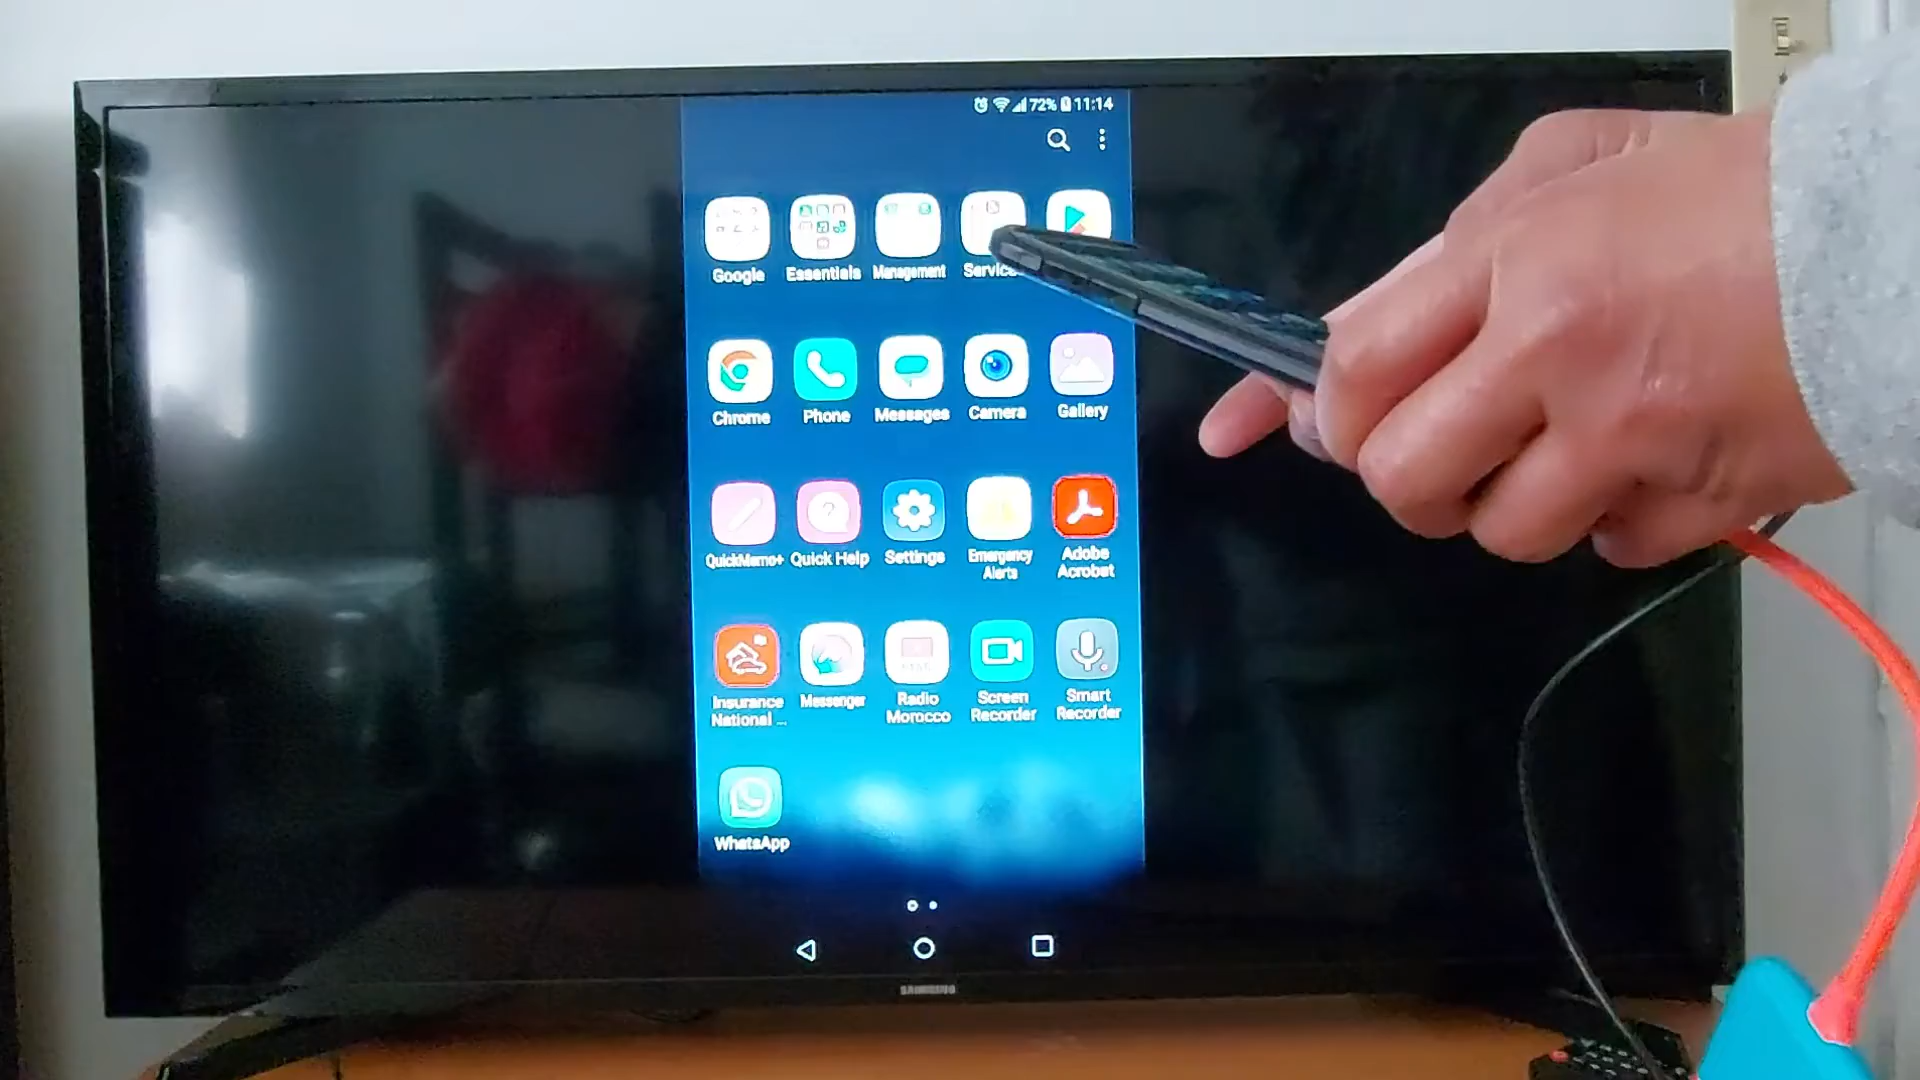 72% 11:14
Google Essentials Management
Chrome Phone Messages Camera Gallery
QuickMemo+ Quick Help Settings Emergency Alerts Adobe Acrobat
Insurance National ... Messenger Radio Morocco Screen Recorder Smart Recorder
WhatsApp
SAMSUNG